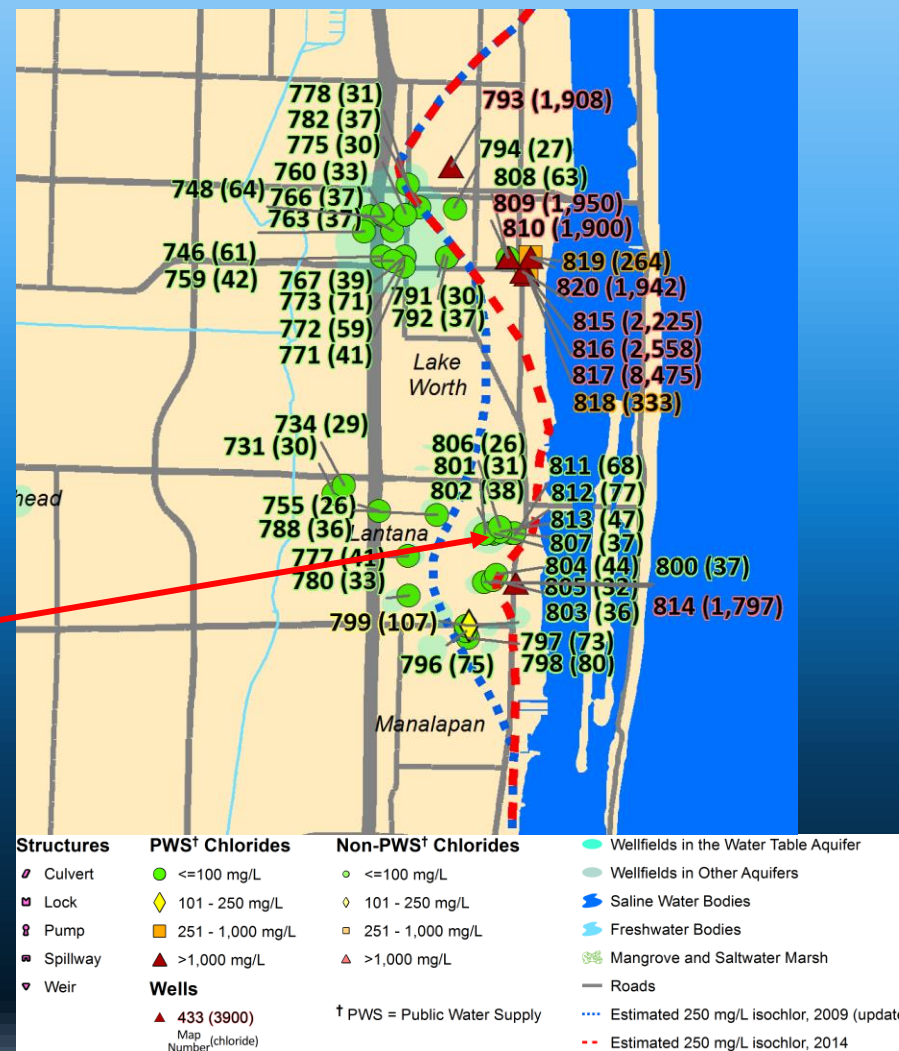 778 (31)
782 (37)
775 (30)
760 (33)
748 (64)
766 (37)
763 (37)
793 (1,908)
794 (27)
808 (63)
809 (1,950)
810 (1,900)
746 (61)
759 (42)
767 (39)
773 (71)
772 (59)
771 (41)
791 (30)
792 (37)
819 (264)
820 (1,942)
815 (2,225)
816 (2,558)
817 (8,475)
818 (333)
Lake
Worth
734 (29)
731 (30)
806 (26)
801 (31)
802 (38)
811 (68)
812 (77)
813 (47)
807 (37)
head
755 (26)
788 (36)
Lantana
777 (41)
780 (33)
804 (44)
800 (37)
805 (32)
803 (36)
814 (1,797)
799 (107)
797 (73)
796 (75)
798 (80)
Manalapan
Structures
Culvert
Lock
Pump
Spillway
Weir
PWS† Chlorides
<=100 mg/L
101 - 250 mg/L
251 - 1,000 mg/L
>1,000 mg/L
Wells
433 (3900)
Map
Number (chloride)
Non-PWS† Chlorides
<=100 mg/L
101 - 250 mg/L
251 - 1,000 mg/L
>1,000 mg/L
† PWS = Public Water Supply
Wellfields in the Water Table Aquifer
Wellfields in Other Aquifers
Saline Water Bodies
Freshwater Bodies
Mangrove and Saltwater Marsh
Roads
Estimated 250 mg/L isochlor, 2009 (update
Estimated 250 mg/L isochlor, 2014